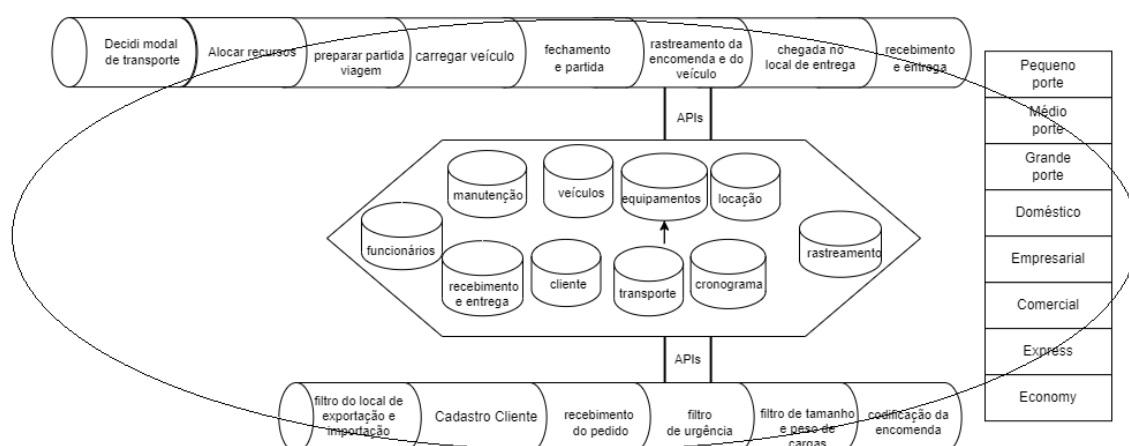 Decidi modal
de transporte
Alocar recursos
preparar partida
viagem
carregar veículo
fechamento
e partida
rastreamento da
encomenda e do
veículo
chegada no
local de entrega
recebimento
e entrega
Pequeno
porte
Médio
porte
Grande
porte
Doméstico
Empresarial
Comercial
Express
Economy
APIs
manutenção
veículos
equipamentos
locação
funcionários
rastreamento
recebimento
e entrega
cliente
transporte
cronograma
APIs
filtro do local de
exportação e
importação
Cadastro Cliente
recebimento
do pedido
filtro
de urgência
filtro de tamanho
e peso de
cargas
codificação da
encomenda